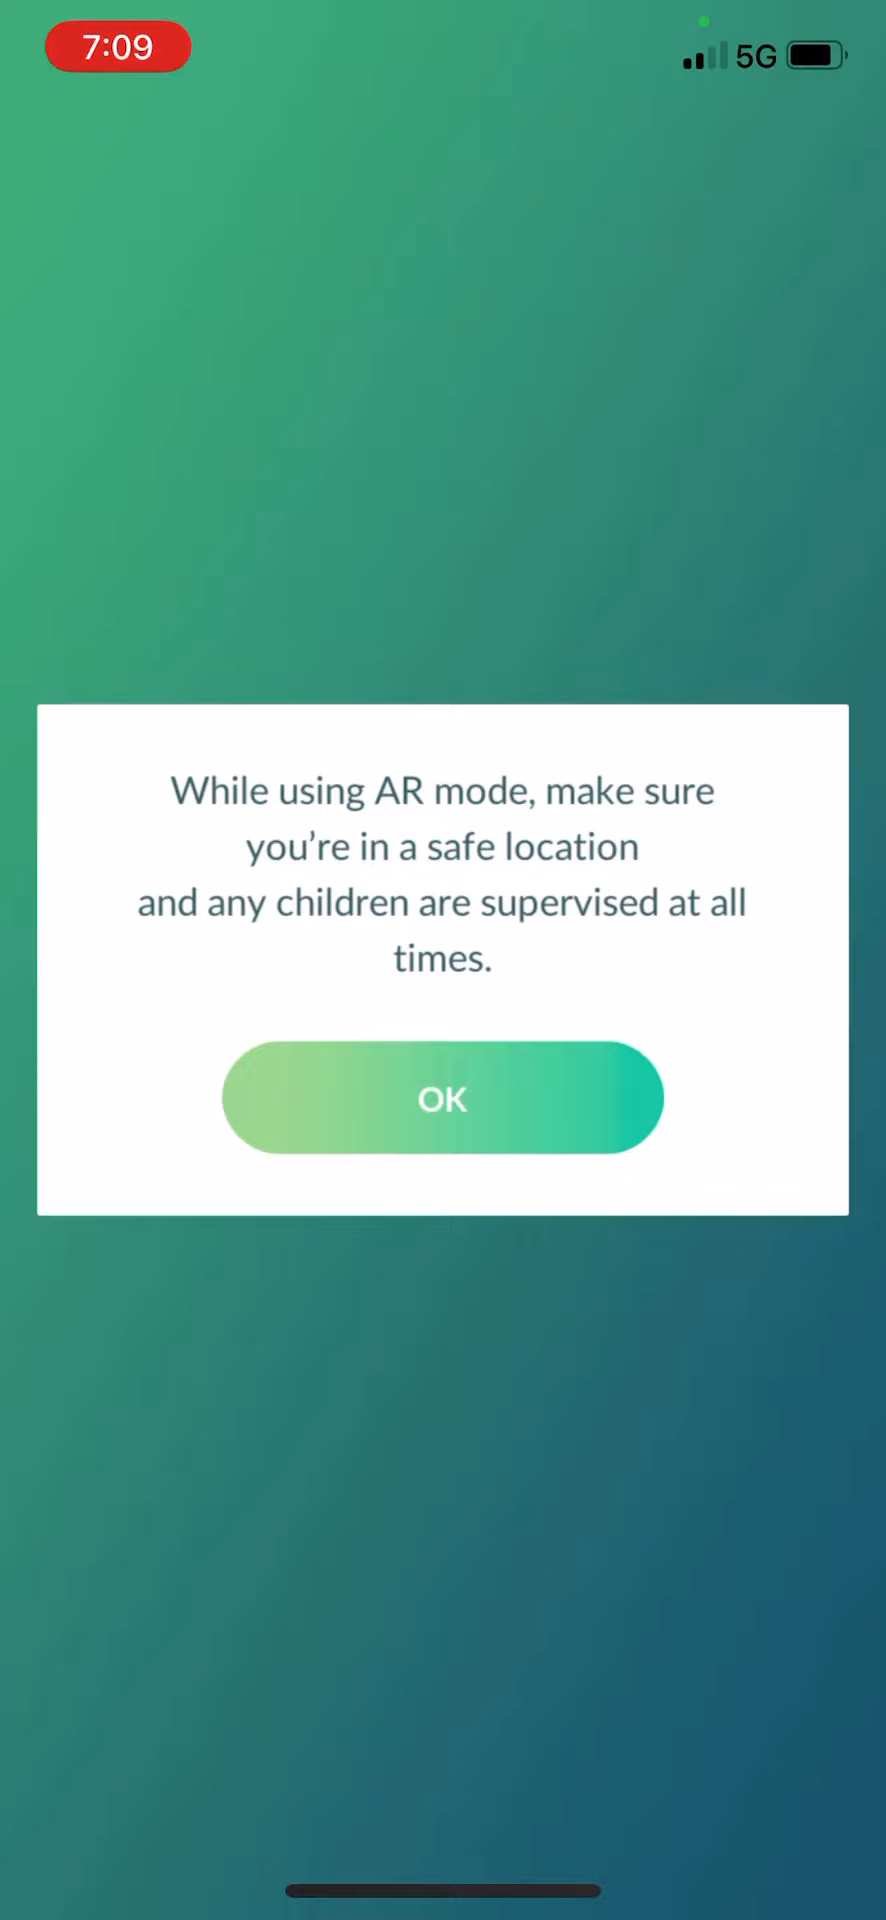 7:09
5G
While using AR mode, make sure
you’re in a safe location
and any children are supervised at all
times.
OK